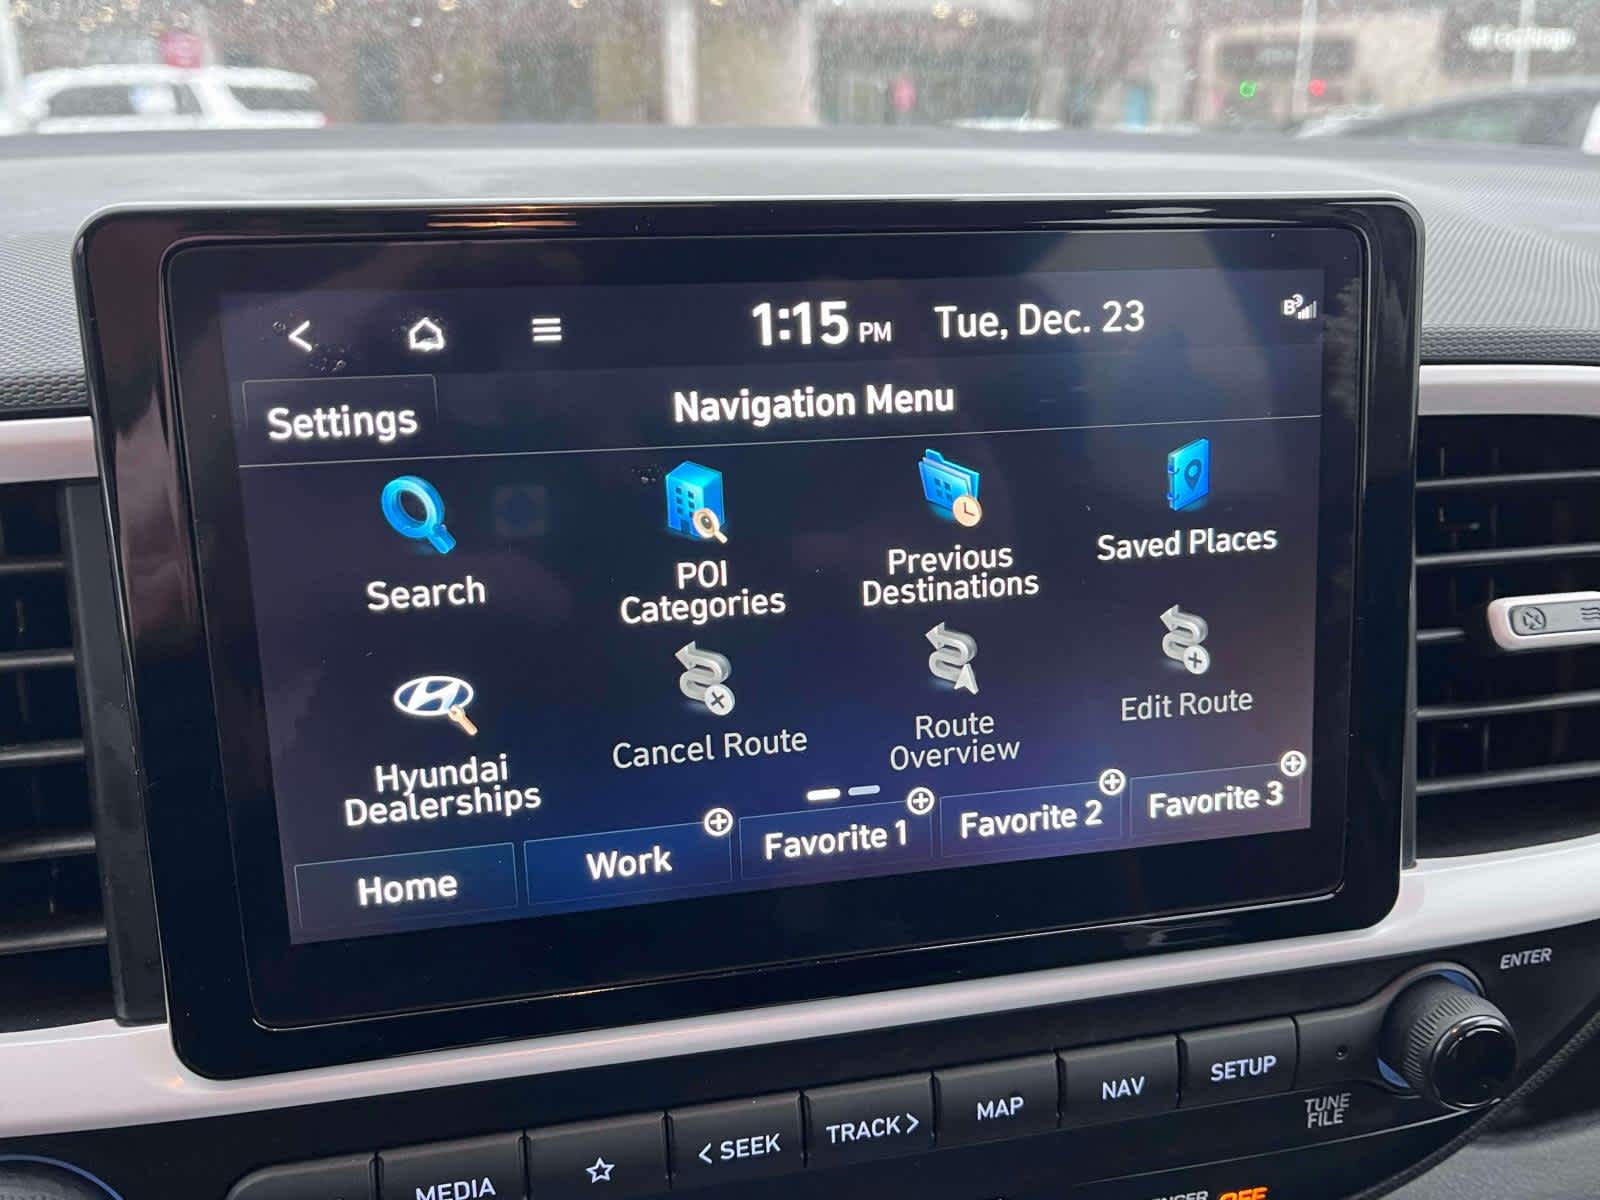 1:15 PM Tue, Dec. 23 B3
Settings
Navigation Menu
Search
POI
Categories
Previous
Destinations
Saved Places
Hyundai
Dealerships
Cancel Route
Route
Overview
Edit Route
Home
Work
Favorite 1
Favorite 2
Favorite 3
ENTER
MEDIA
< SEEK
TRACK >
MAP
NAV
SETUP
TUNE
FILE
OFF